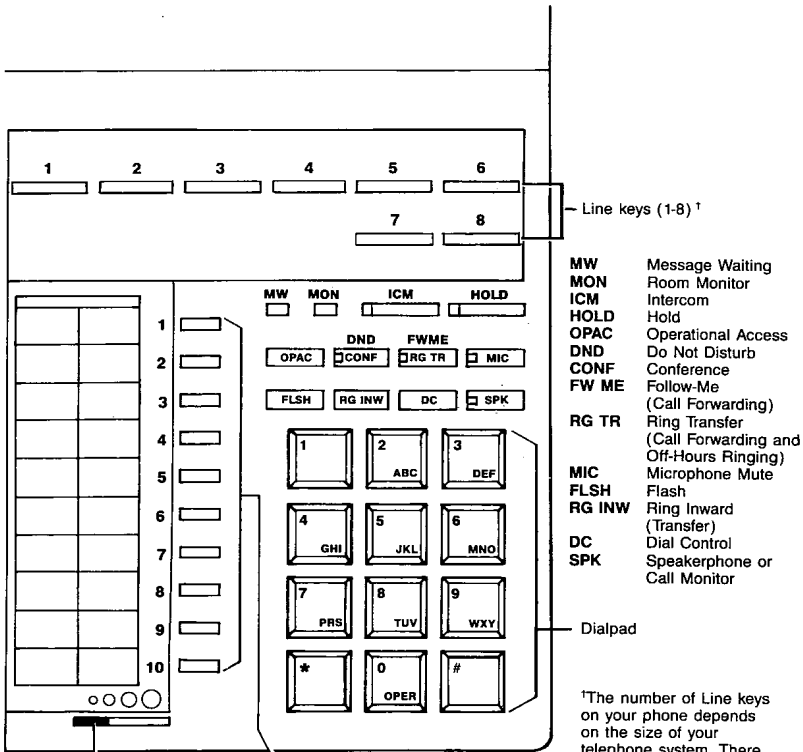 1 2 3 4 5 6
Line keys (1-8) †
7 8
MW Message Waiting
MON Room Monitor
ICM Intercom
HOLD Hold
OPAC Operational Access
DND Do Not Disturb
CONF Conference
FW ME Follow-Me
(Call Forwarding)
RG TR Ring Transfer
(Call Forwarding and
Off-Hours Ringing)
MIC Microphone Mute
FLSH Flash
RG INW Ring Inward
(Transfer)
DC Dial Control
SPK Speakerphone or
Call Monitor
MW MON ICM HOLD
DND FWME
OPAC CONF RG TR MIC
FLSH RG INW DC SPK
1
2
3
4
5
6
7
8
9
10
1 2 3
ABC DEF
4 5 6
GHI JKL MNO
7 8 9
PRS TUV WXY
* 0 #
OPER
Dialpad
†The number of Line keys
on your phone depends
on the size of your
telephone system. There